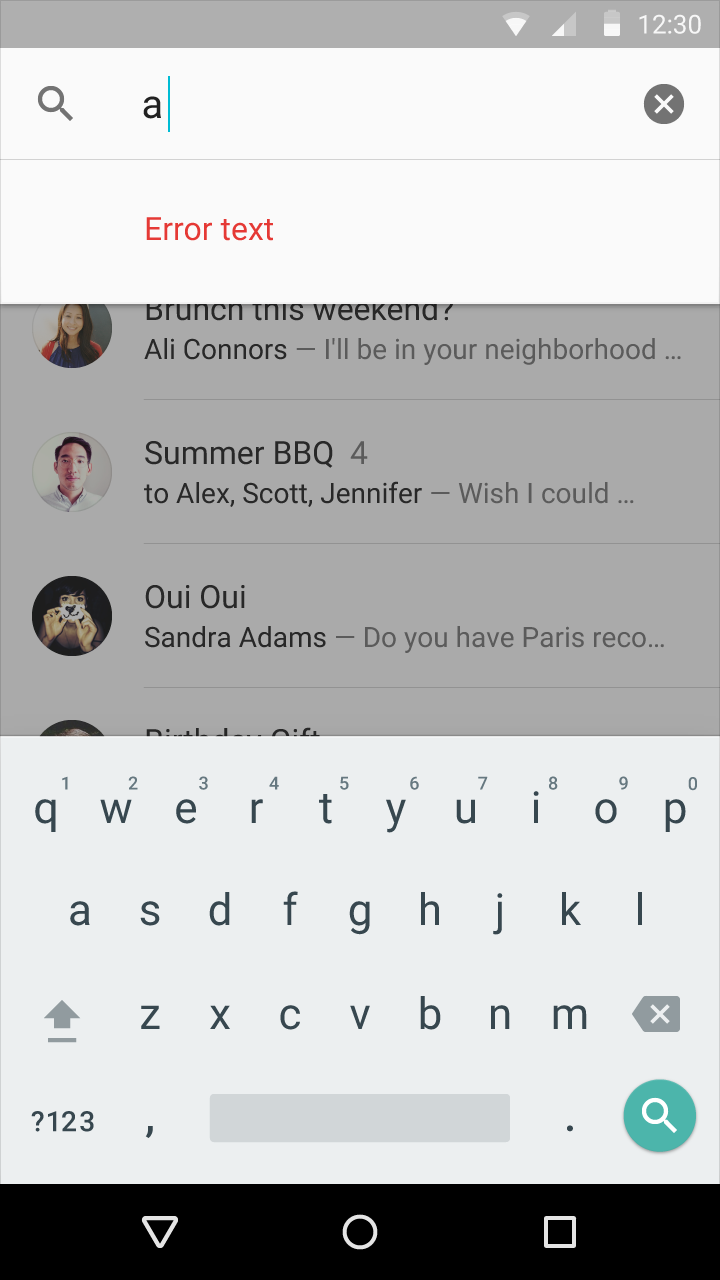 12:30
a
Error text
Brunch this weekend?
Ali Connors — I'll be in your neighborhood ...
Summer BBQ 4
to Alex, Scott, Jennifer — Wish I could ...
Oui Oui
Sandra Adams — Do you have Paris reco...
Birthday Gift
1 2 3 4 5 6 7 8 9 0
q w e r t y u i o p
a s d f g h j k l
z x c v b n m
?123 , .